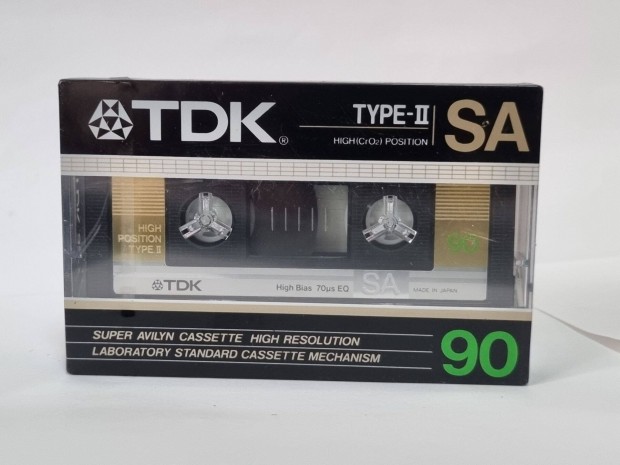 TDK®
TYPE-II
HIGH(CrO₂) POSITION
SA
HIGH
POSITION
TYPE II
90
TDK
High Bias 70μs EQ
SA
MADE IN JAPAN
SUPER AVILYN CASSETTE HIGH RESOLUTION
LABORATORY STANDARD CASSETTE MECHANISM
90